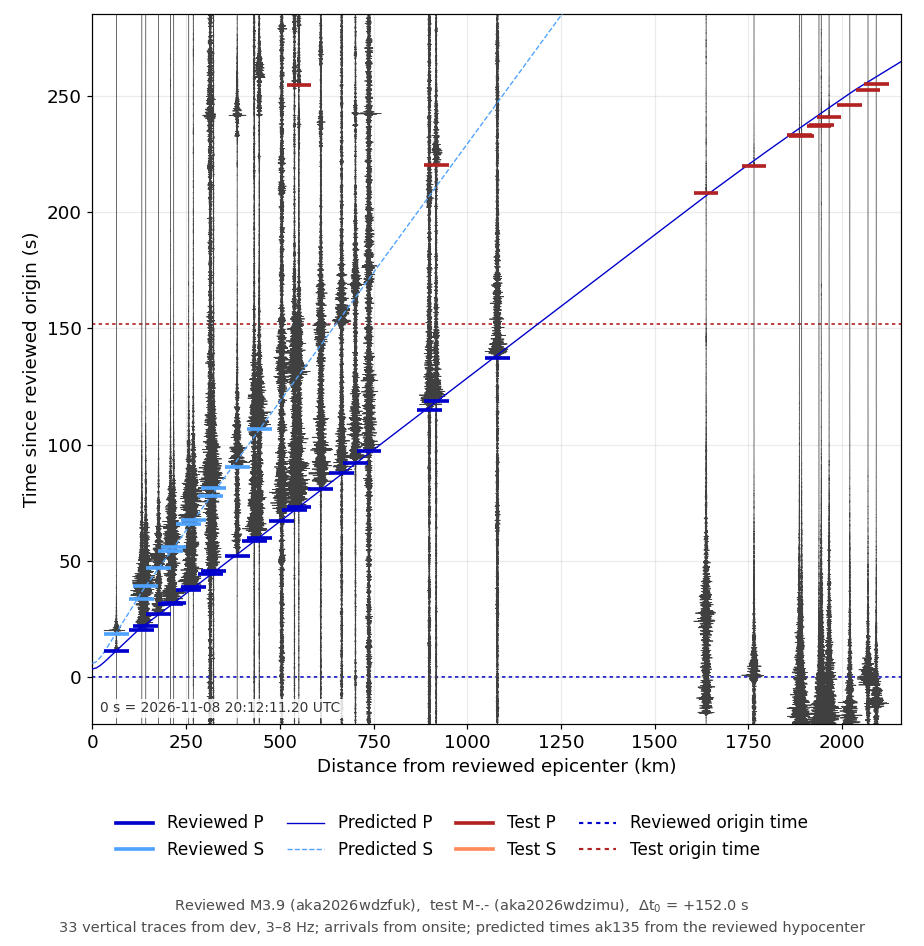 Time since reviewed origin (s)
250
200
150
100
50
0
0 s = 2026-11-08 20:12:11.20 UTC
0 250 500 750 1000 1250 1500 1750 2000
Distance from reviewed epicenter (km)
Reviewed P Predicted P Test P Reviewed origin time
Reviewed S Predicted S Test S Test origin time
Reviewed M3.9 (aka2026wdzfuk), test M-.- (aka2026wdzimu), Δt₀ = +152.0 s
33 vertical traces from dev, 3–8 Hz; arrivals from onsite; predicted times ak135 from the reviewed hypocenter